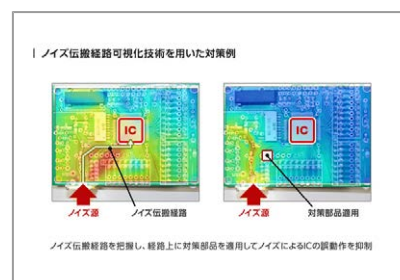 ノイズ伝搬経路可視化技術を用いた対策例
IC
IC
ノイズ源
ノイズ伝搬経路
ノイズ源
対策部品適用
ノイズ伝搬経路を把握し、経路上に対策部品を適用してノイズによるICの誤動作を抑制